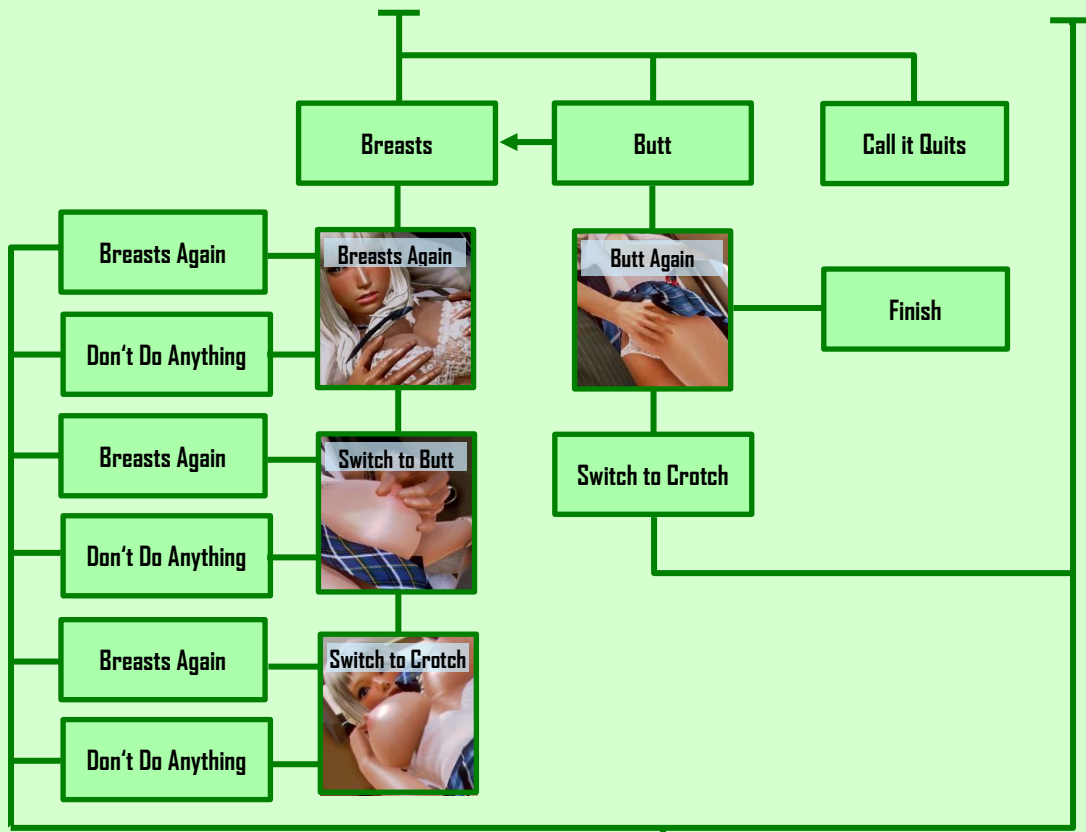 Breasts
Butt
Call it Quits
Breasts Again
Breasts Again
Butt Again
Finish
Don't Do Anything
Breasts Again
Switch to Butt
Switch to Crotch
Don't Do Anything
Breasts Again
Switch to Crotch
Don't Do Anything